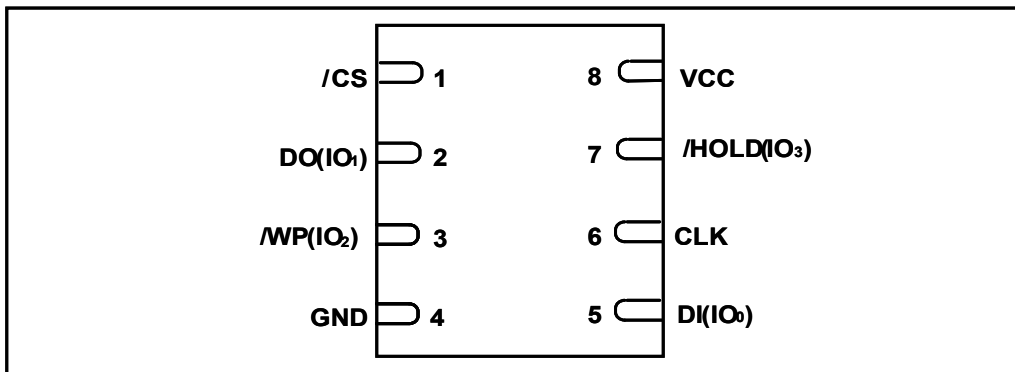 /CS 1 8 VCC
DO(IO₁) 2 7 /HOLD(IO₃)
/WP(IO₂) 3 6 CLK
GND 4 5 DI(IO₀)